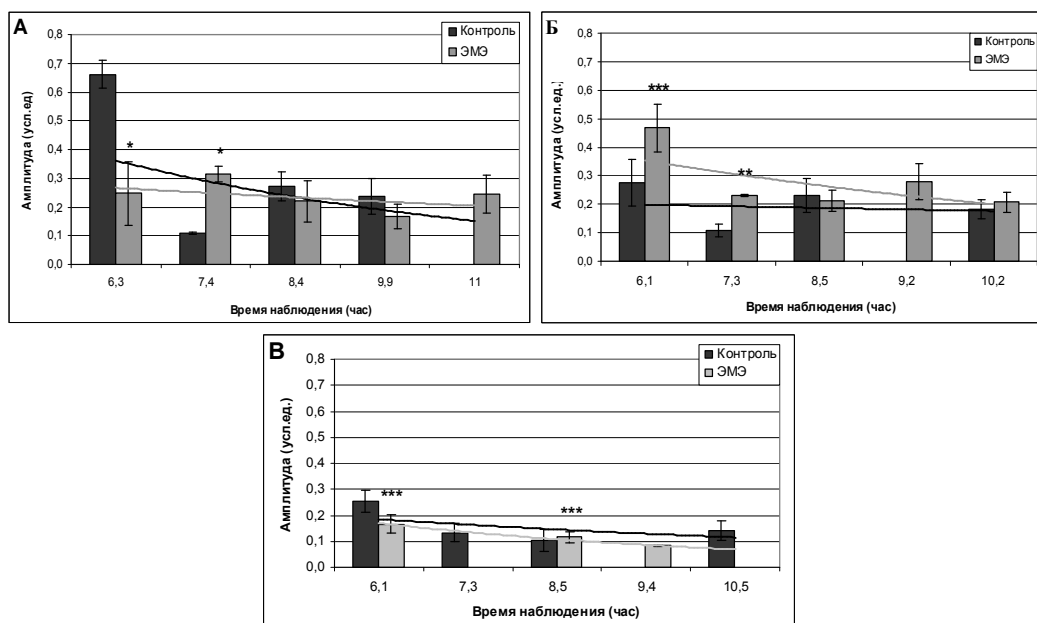 А
Контроль
ЭМЭ
Амплитуда (усл.ед)
0,8
0,7
0,6
0,5
0,4
0,3
0,2
0,1
0,0
*
*
6,3 7,4 8,4 9,9 11
Время наблюдения (час)
Б
Контроль
ЭМЭ
Амплитуда (усл.ед.)
0,8
0,7
0,6
0,5
0,4
0,3
0,2
0,1
0,0
***
**
6,1 7,3 8,5 9,2 10,2
Время наблюдения (час)
В
Контроль
ЭМЭ
Амплитуда (усл.ед.)
0,8
0,7
0,6
0,5
0,4
0,3
0,2
0,1
0,0
***
***
6,1 7,3 8,5 9,4 10,5
Время наблюдения (час)